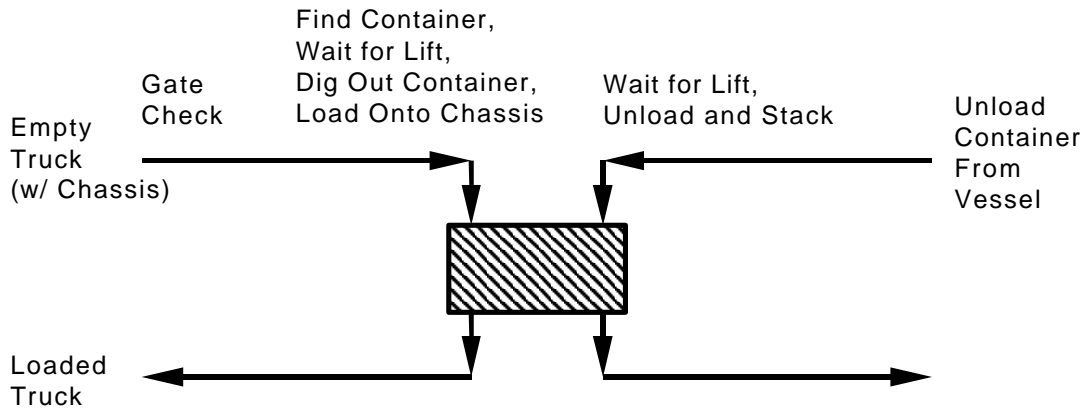 Find Container,
Wait for Lift,
Dig Out Container,
Load Onto Chassis
Gate
Check
Wait for Lift,
Unload and Stack
Empty
Truck
(w/ Chassis)
Unload
Container
From
Vessel
Loaded
Truck